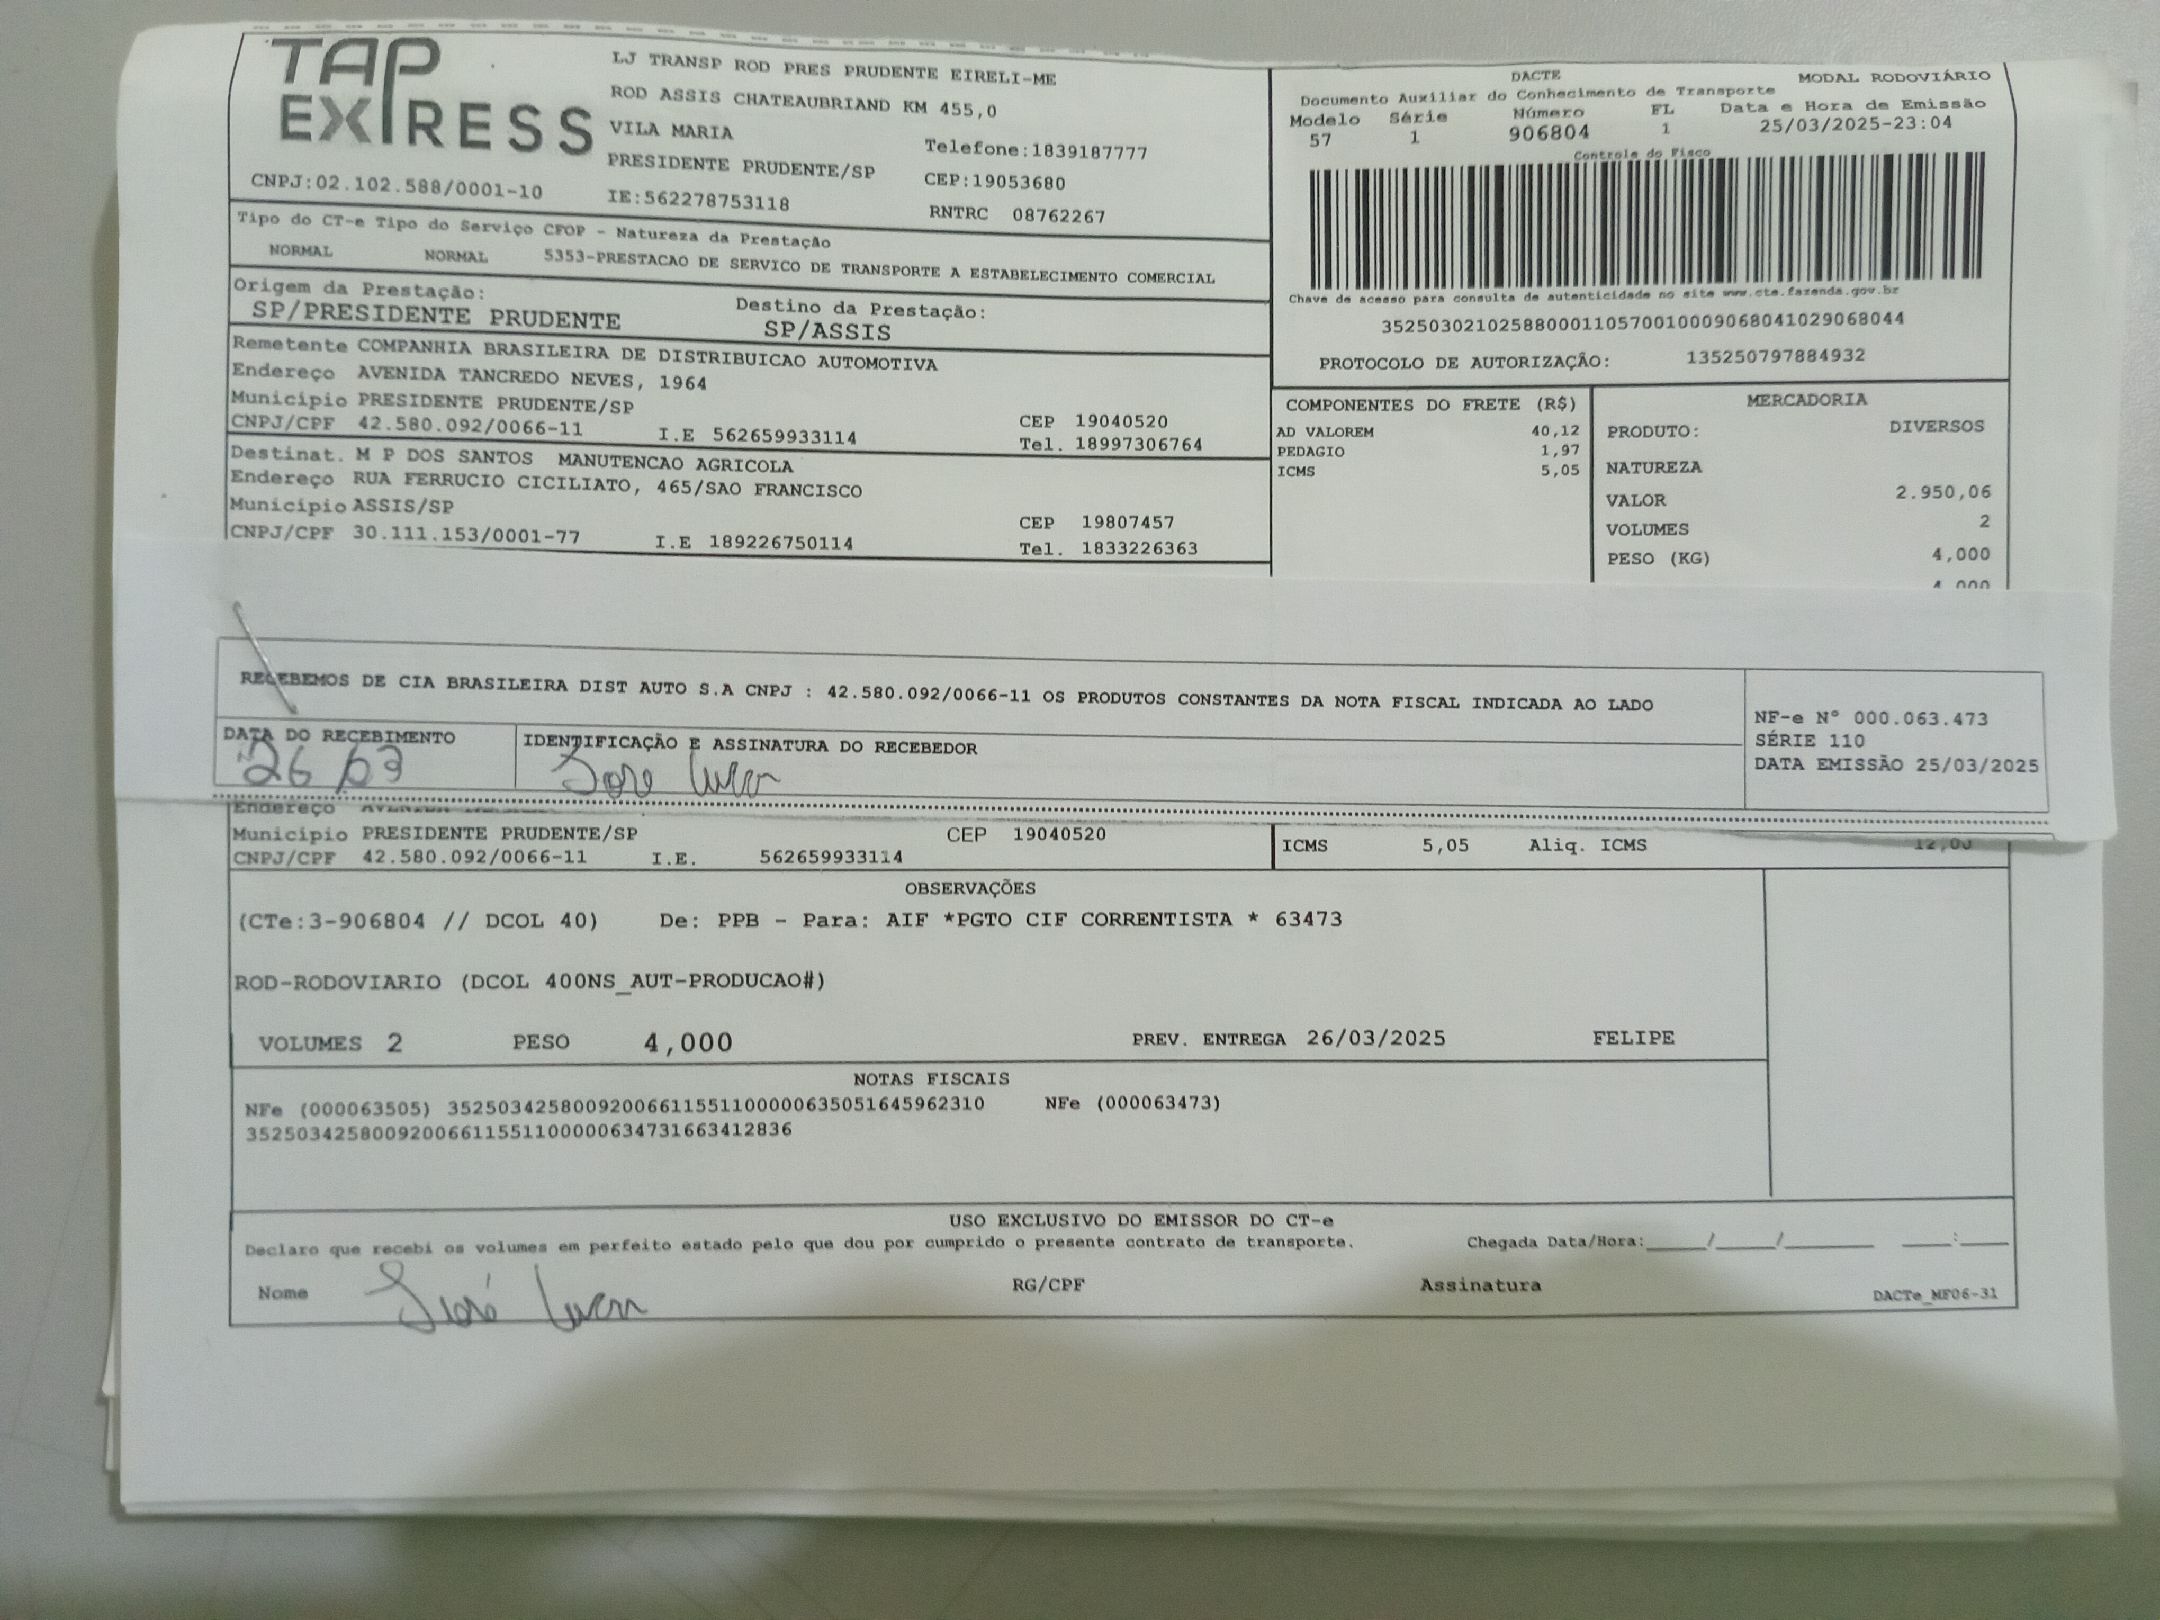 TAP EXPRESS
LJ TRANSP ROD PRES PRUDENTE EIRELI-ME
ROD ASSIS CHATEAUBRIAND KM 455,0
VILA MARIA
Telefone:1839187777
PRESIDENTE PRUDENTE/SP
CEP:19053680
CNPJ:02.102.588/0001-10
IE:562278753118
RNTRC 08762267
DACTE
MODAL RODOVIÁRIO
Documento Auxiliar do Conhecimento de Transporte
Modelo Série Número FL Data e Hora de Emissão
57 1 906804 1 25/03/2025-23:04
Controle do Fisco
Chave de acesso para consulta de autenticidade no site www.cte.fazenda.gov.br
35250302102588000110570010009068041029068044
PROTOCOLO DE AUTORIZAÇÃO: 135250797884932
Tipo do CT-e Tipo do Serviço CFOP - Natureza da Prestação
NORMAL NORMAL 5353-PRESTACAO DE SERVICO DE TRANSPORTE A ESTABELECIMENTO COMERCIAL
Origem da Prestação:
SP/PRESIDENTE PRUDENTE
Destino da Prestação:
SP/ASSIS
Remetente COMPANHIA BRASILEIRA DE DISTRIBUICAO AUTOMOTIVA
Endereço AVENIDA TANCREDO NEVES, 1964
Município PRESIDENTE PRUDENTE/SP
CEP 19040520
CNPJ/CPF 42.580.092/0066-11 I.E 562659933114
Tel. 18997306764
Destinat. M P DOS SANTOS MANUTENCAO AGRICOLA
Endereço RUA FERRUCIO CICILIATO, 465/SAO FRANCISCO
Município ASSIS/SP
CEP 19807457
CNPJ/CPF 30.111.153/0001-77 I.E 189226750114
Tel. 1833226363
COMPONENTES DO FRETE (R$)
AD VALOREM 40,12
PEDAGIO 1,97
ICMS 5,05
MERCADORIA
PRODUTO: DIVERSOS
NATUREZA
VALOR 2.950,06
VOLUMES 2
PESO (KG) 4,000
4,000
RECEBEMOS DE CIA BRASILEIRA DIST AUTO S.A CNPJ : 42.580.092/0066-11 OS PRODUTOS CONSTANTES DA NOTA FISCAL INDICADA AO LADO
DATA DO RECEBIMENTO
26/03
IDENTIFICAÇÃO E ASSINATURA DO RECEBEDOR
NF-e N° 000.063.473
SÉRIE 110
DATA EMISSÃO 25/03/2025
Endereço
Município PRESIDENTE PRUDENTE/SP CEP 19040520
CNPJ/CPF 42.580.092/0066-11 I.E. 562659933114
ICMS 5,05 Aliq. ICMS 12,00
OBSERVAÇÕES
(CTe:3-906804 // DCOL 40) De: PPB - Para: AIF *PGTO CIF CORRENTISTA * 63473
ROD-RODOVIARIO (DCOL 400NS_AUT-PRODUCAO#)
VOLUMES 2 PESO 4,000 PREV. ENTREGA 26/03/2025 FELIPE
NOTAS FISCAIS
NFe (000063505) 35250342580092006611551100000635051645962310 NFe (000063473)
35250342580092006611551100000634731663412836
USO EXCLUSIVO DO EMISSOR DO CT-e
Declaro que recebi os volumes em perfeito estado pelo que dou por cumprido o presente contrato de transporte.
Chegada Data/Hora:____/____/______ ____:____
Nome José
RG/CPF
Assinatura
DACTe_MF06-31